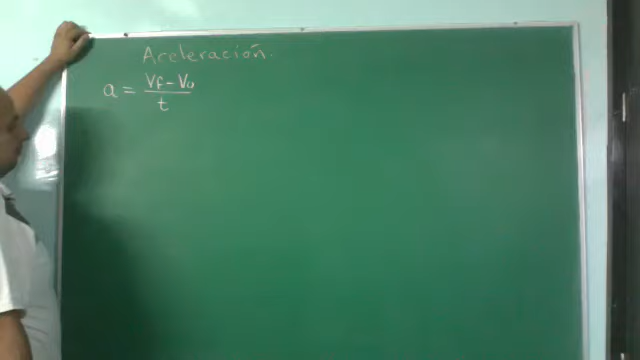 Aceleración.
a = Vf - Vo / t